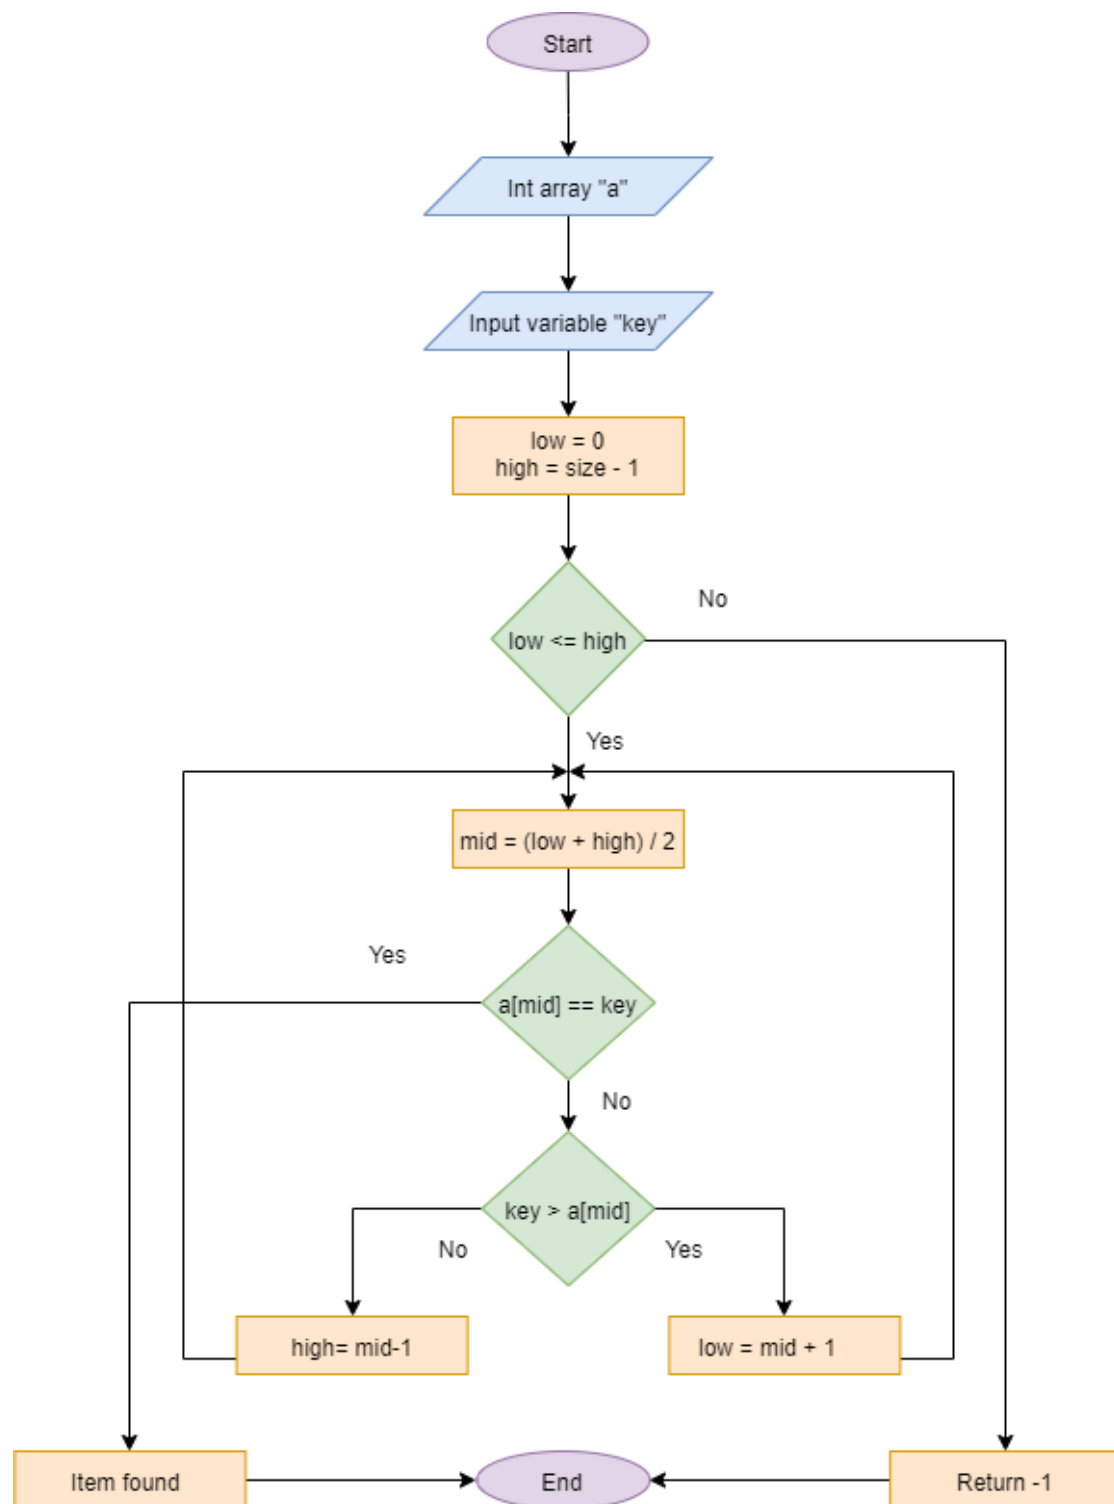 Start
Int array "a"
Input variable "key"
low = 0
high = size - 1
low <= high
No
Yes
mid = (low + high) / 2
Yes
a[mid] == key
No
key > a[mid]
No
Yes
high= mid-1
low = mid + 1
Item found
End
Return -1